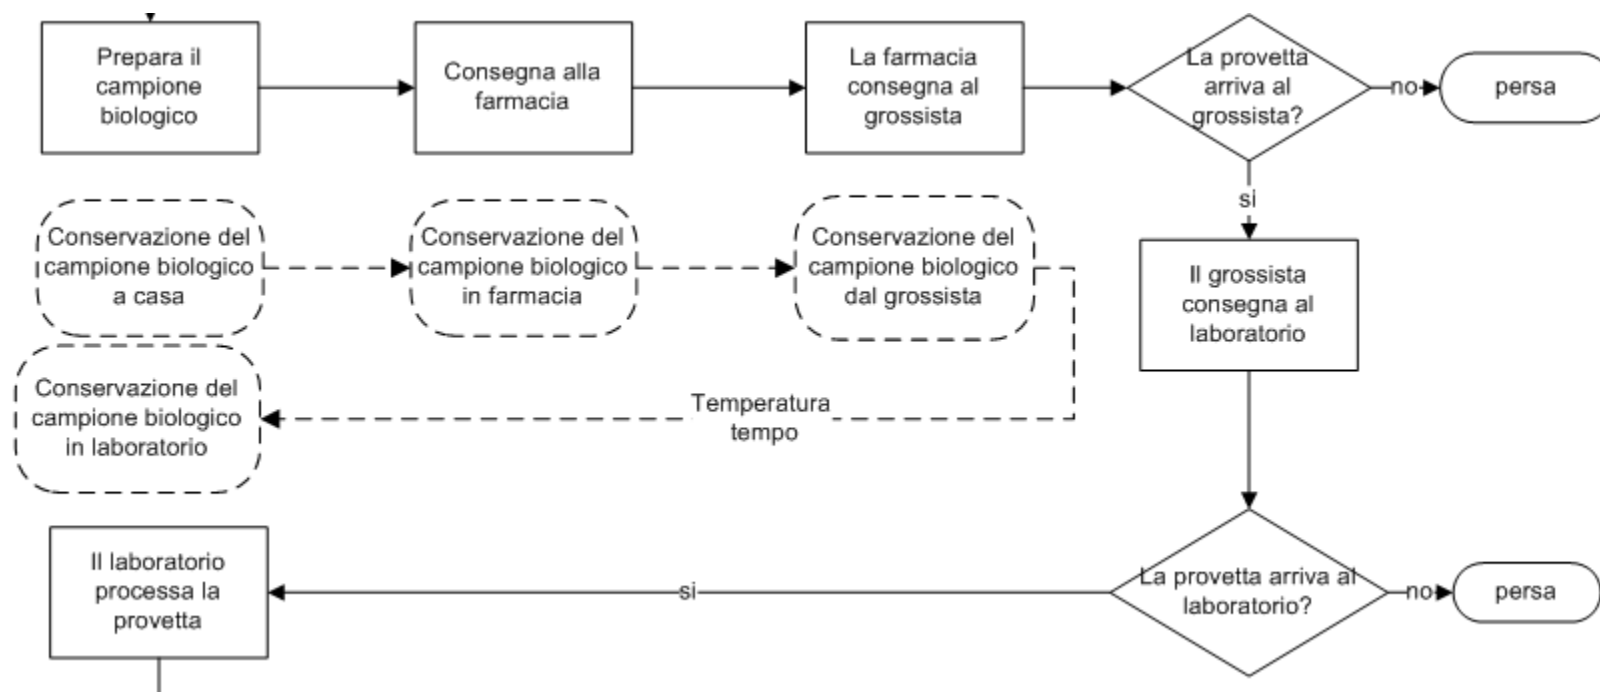 Prepara il
campione
biologico
Consegna alla
farmacia
La farmacia
consegna al
grossista
La provetta
arriva al
grossista?
no
persa
si
Conservazione del
campione biologico
a casa
Conservazione del
campione biologico
in farmacia
Conservazione del
campione biologico
dal grossista
Il grossista
consegna al
laboratorio
Conservazione del
campione biologico
in laboratorio
Temperatura
tempo
Il laboratorio
processa la
provetta
si
La provetta arriva al
laboratorio?
no
persa